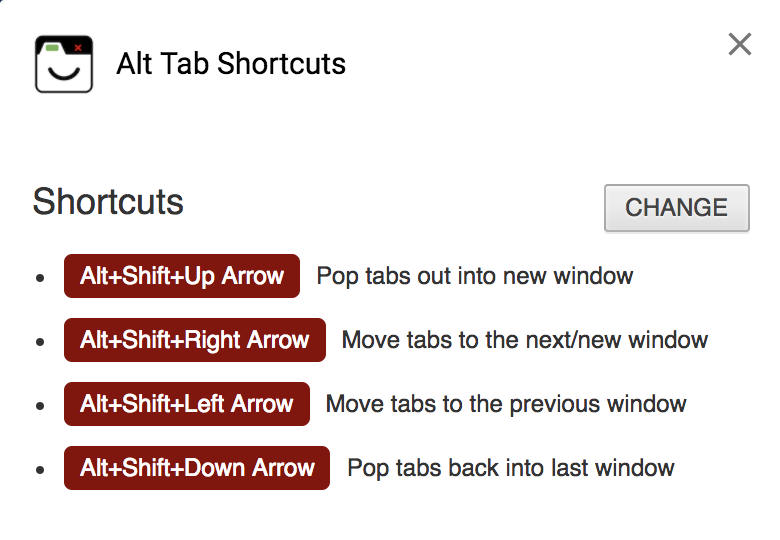 Alt Tab Shortcuts
Shortcuts
CHANGE
Alt+Shift+Up Arrow Pop tabs out into new window
Alt+Shift+Right Arrow Move tabs to the next/new window
Alt+Shift+Left Arrow Move tabs to the previous window
Alt+Shift+Down Arrow Pop tabs back into last window